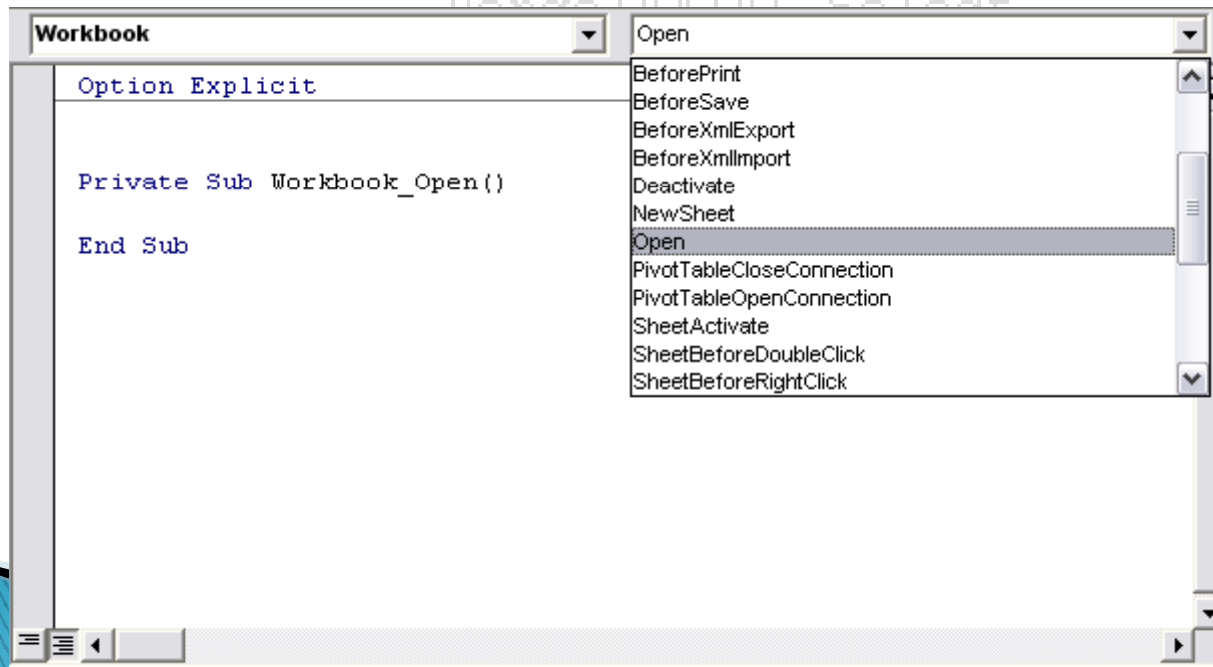 Workbook
Open
Option Explicit
Private Sub Workbook_Open()
End Sub
BeforePrint
BeforeSave
BeforeXmlExport
BeforeXmlImport
Deactivate
NewSheet
Open
PivotTableCloseConnection
PivotTableOpenConnection
SheetActivate
SheetBeforeDoubleClick
SheetBeforeRightClick